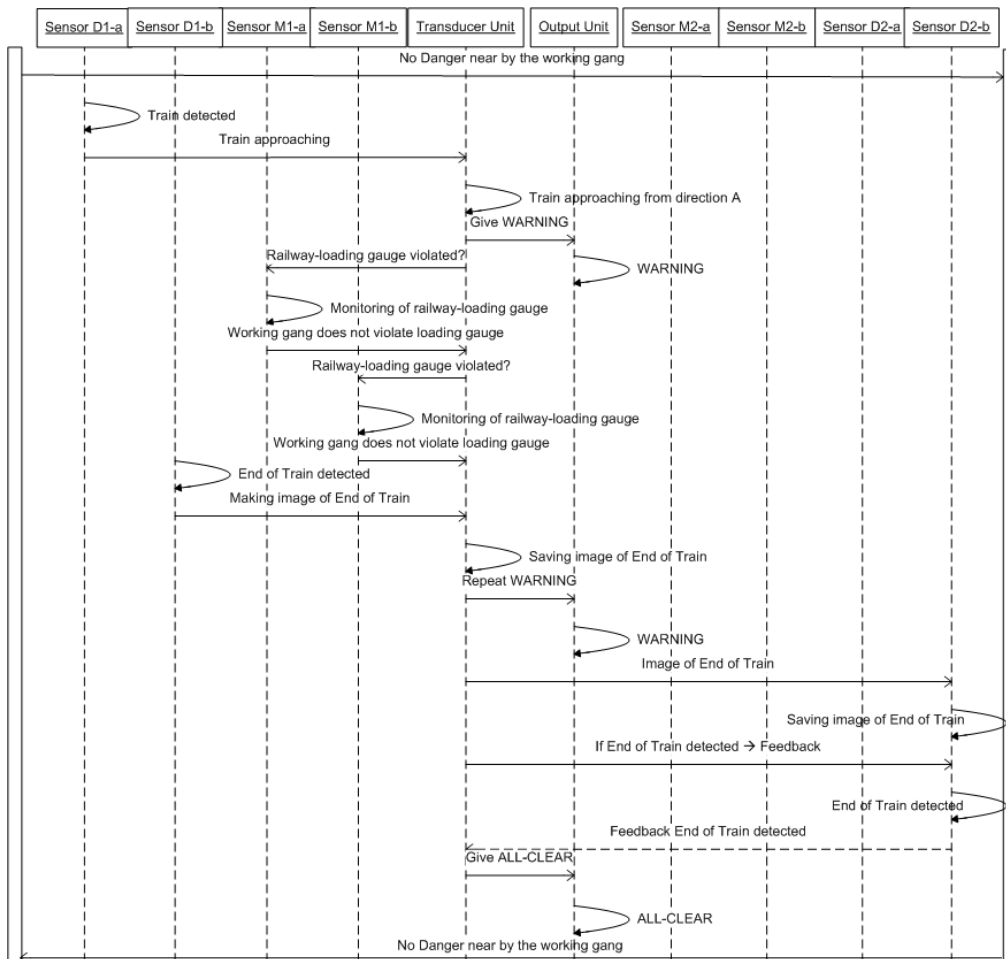 Sensor D1-a
Sensor D1-b
Sensor M1-a
Sensor M1-b
Transducer Unit
Output Unit
Sensor M2-a
Sensor M2-b
Sensor D2-a
Sensor D2-b
No Danger near by the working gang
Train detected
Train approaching
Train approaching from direction A
Give WARNING
Railway-loading gauge violated?
WARNING
Monitoring of railway-loading gauge
Working gang does not violate loading gauge
Railway-loading gauge violated?
Monitoring of railway-loading gauge
Working gang does not violate loading gauge
End of Train detected
Making image of End of Train
Saving image of End of Train
Repeat WARNING
WARNING
Image of End of Train
Saving image of End of Train
If End of Train detected → Feedback
End of Train detected
Feedback End of Train detected
Give ALL-CLEAR
ALL-CLEAR
No Danger near by the working gang